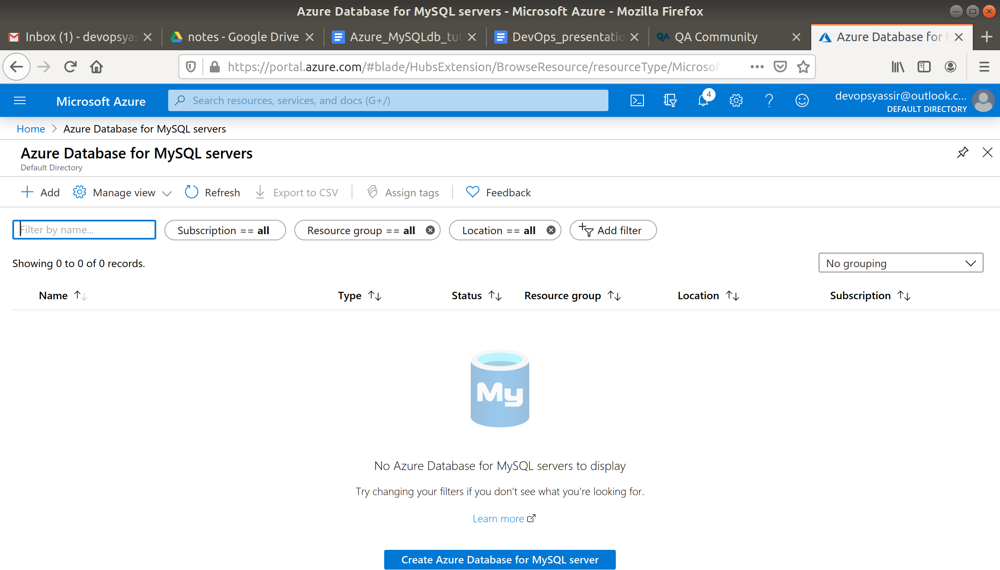 Azure Database for MySQL servers - Microsoft Azure - Mozilla Firefox
Inbox (1) - devopsyas
notes - Google Drive
Azure_MySQLdb_tut
DevOps_presentatio
QA Community
Azure Database for M
https://portal.azure.com/#blade/HubsExtension/BrowseResource/resourceType/Microsof
Microsoft Azure
Search resources, services, and docs (G+/)
4
devopsyassir@outlook.c...
DEFAULT DIRECTORY
Home > Azure Database for MySQL servers
Azure Database for MySQL servers
Default Directory
Add
Manage view
Refresh
Export to CSV
Assign tags
Feedback
Filter by name...
Subscription == all
Resource group == all
Location == all
Add filter
Showing 0 to 0 of 0 records.
No grouping
Name
Type
Status
Resource group
Location
Subscription
My
No Azure Database for MySQL servers to display
Try changing your filters if you don't see what you're looking for.
Learn more
Create Azure Database for MySQL server